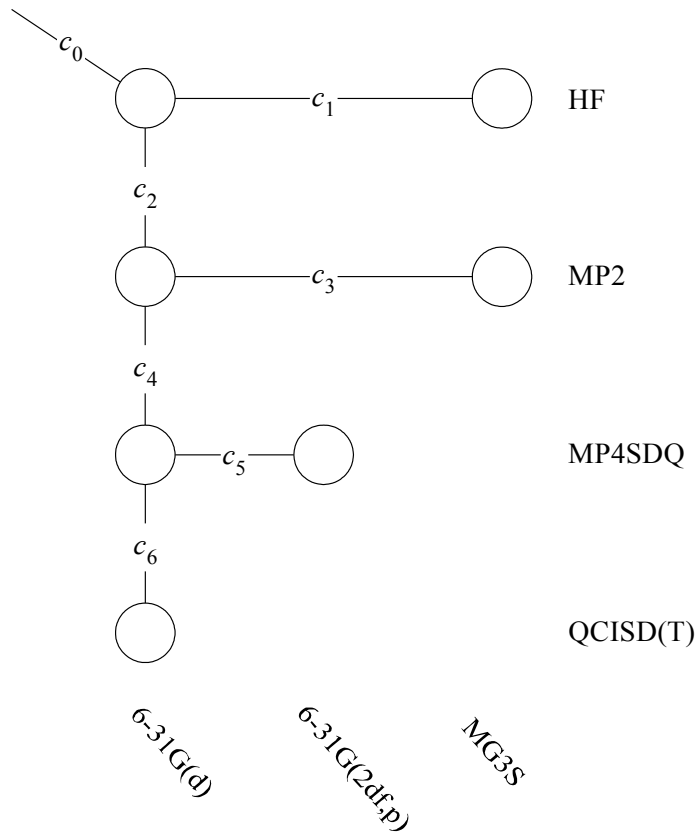 c₀
c₁ HF
c₂
c₃ MP2
c₄
c₅ MP4SDQ
c₆
QCISD(T)
6-31G(d)
6-31G(2df,p)
MG3S